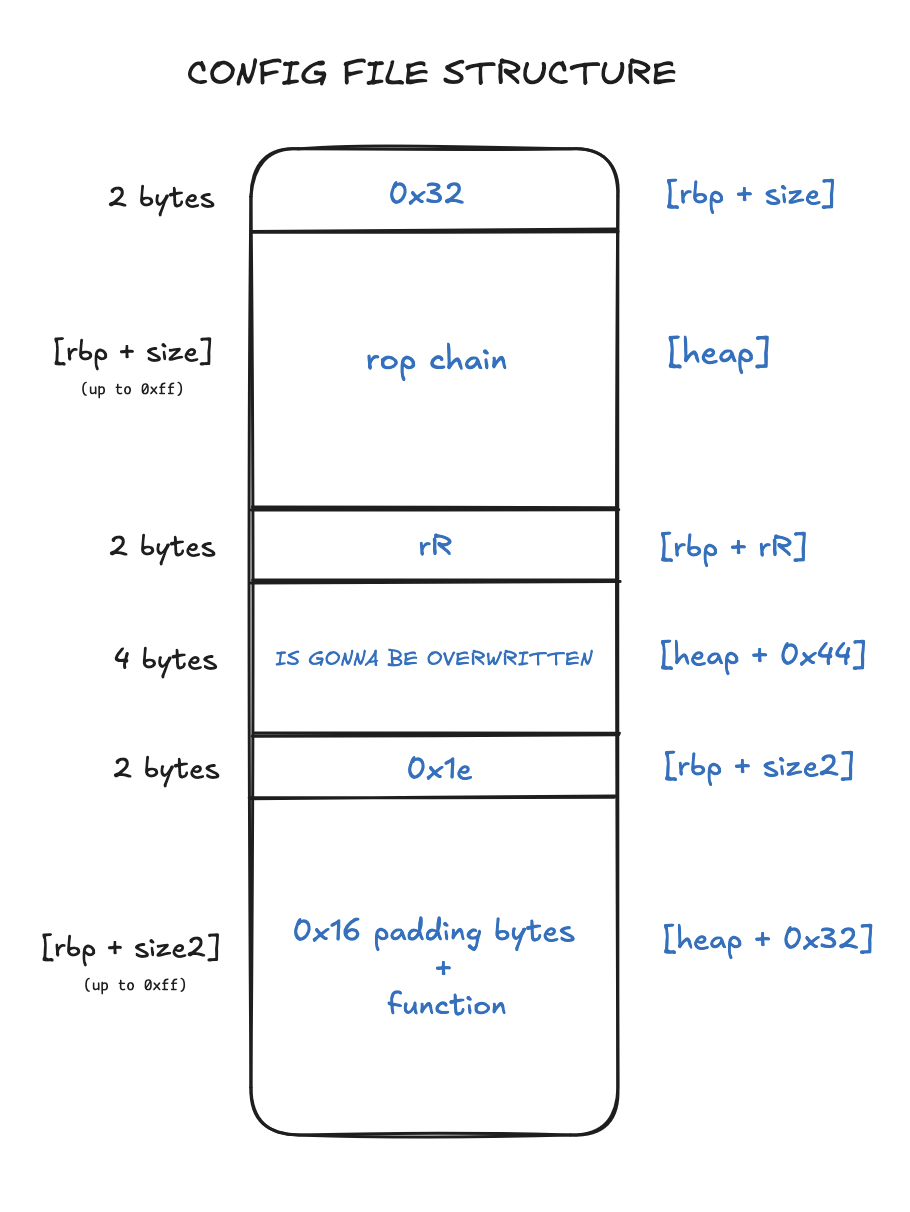 CONFIG FILE STRUCTURE
2 bytes
0x32
[rbp + size]
[rbp + size]
(up to 0xff)
rop chain
[heap]
2 bytes
rR
[rbp + rR]
4 bytes
IS GONNA BE OVERWRITTEN
[heap + 0x44]
2 bytes
0x1e
[rbp + size2]
[rbp + size2]
(up to 0xff)
0x16 padding bytes
+
function
[heap + 0x32]